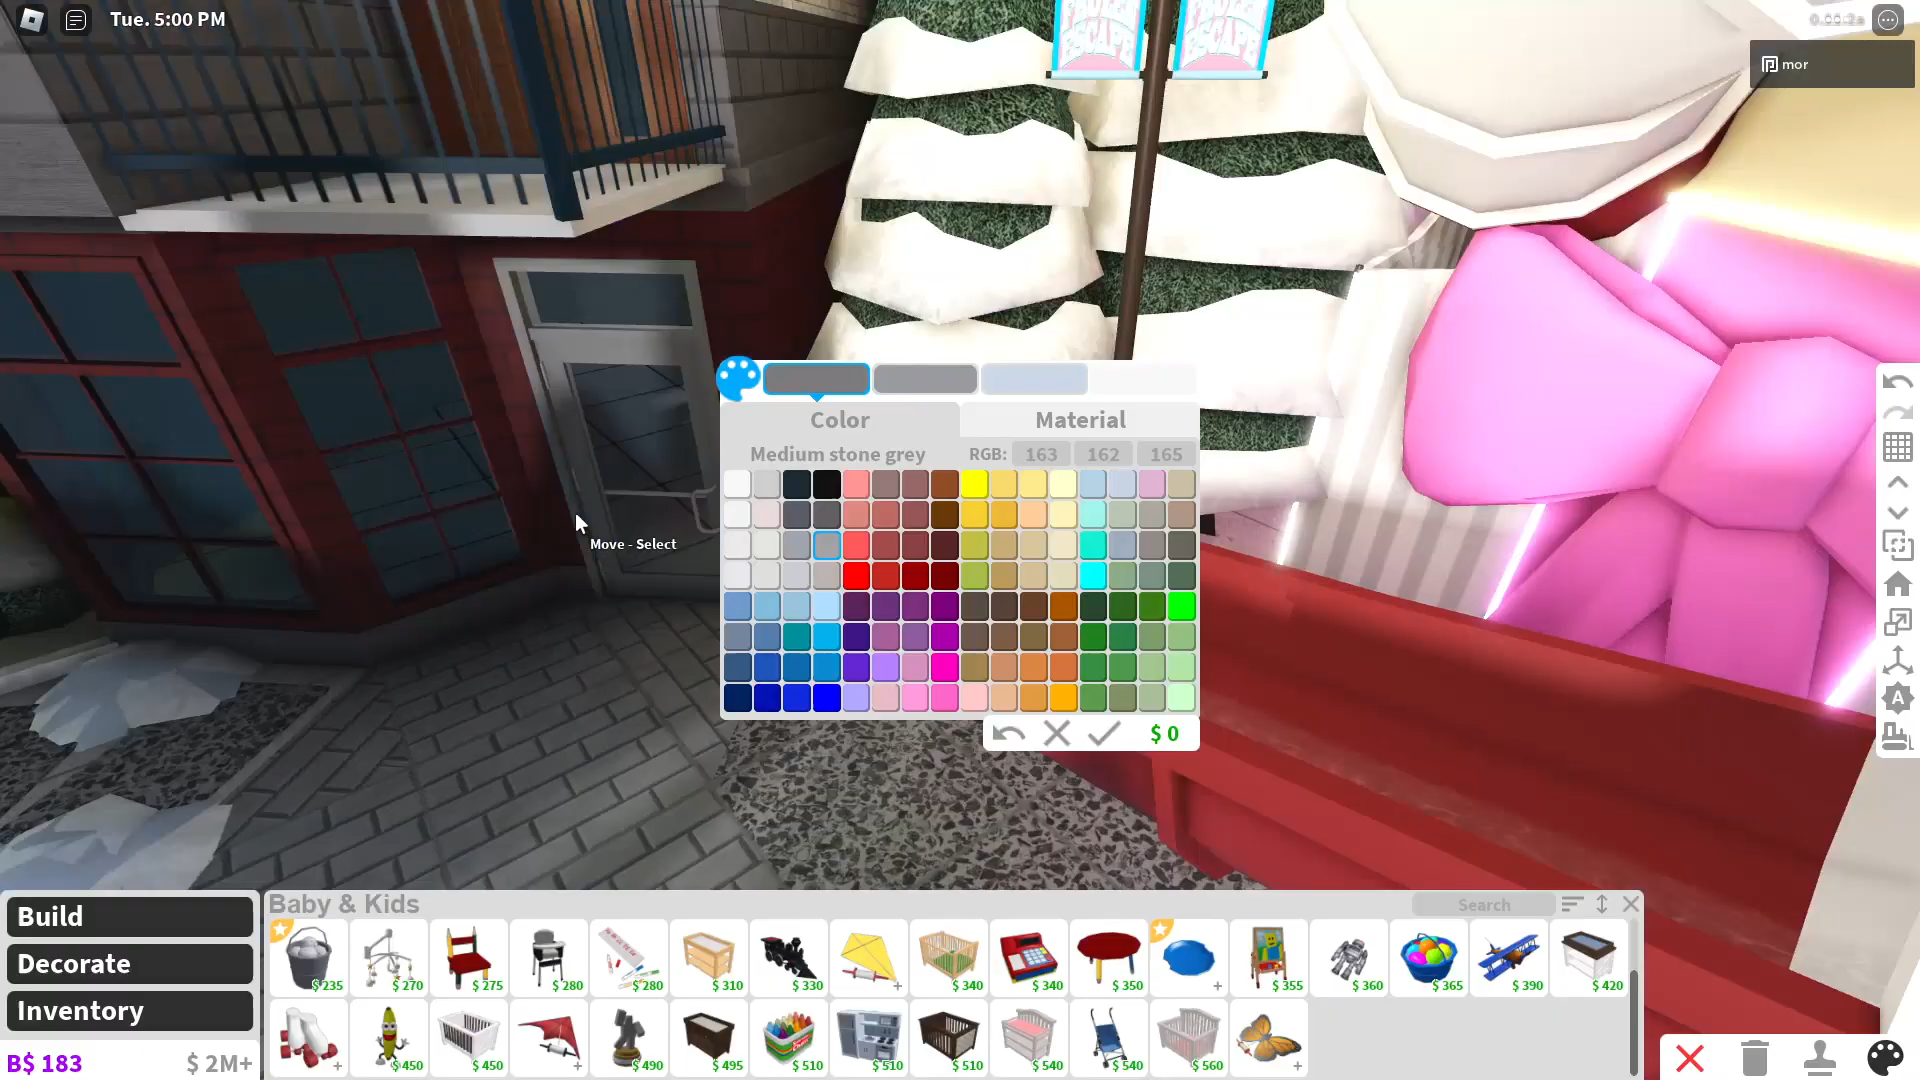 Tue. 5:00 PM
mor
Color
Material
Medium stone grey
RGB:
163
162
165
Move - Select
$ 0
Build
Decorate
Inventory
B$ 183
$ 2M+
Baby & Kids
Search
$235
$270
$275
$280
$280
$310
$330
+
$340
$340
$350
+
$355
$360
$365
$390
$420
+
$450
$450
+
$490
$495
$510
$510
$510
$540
$540
$560
+
A